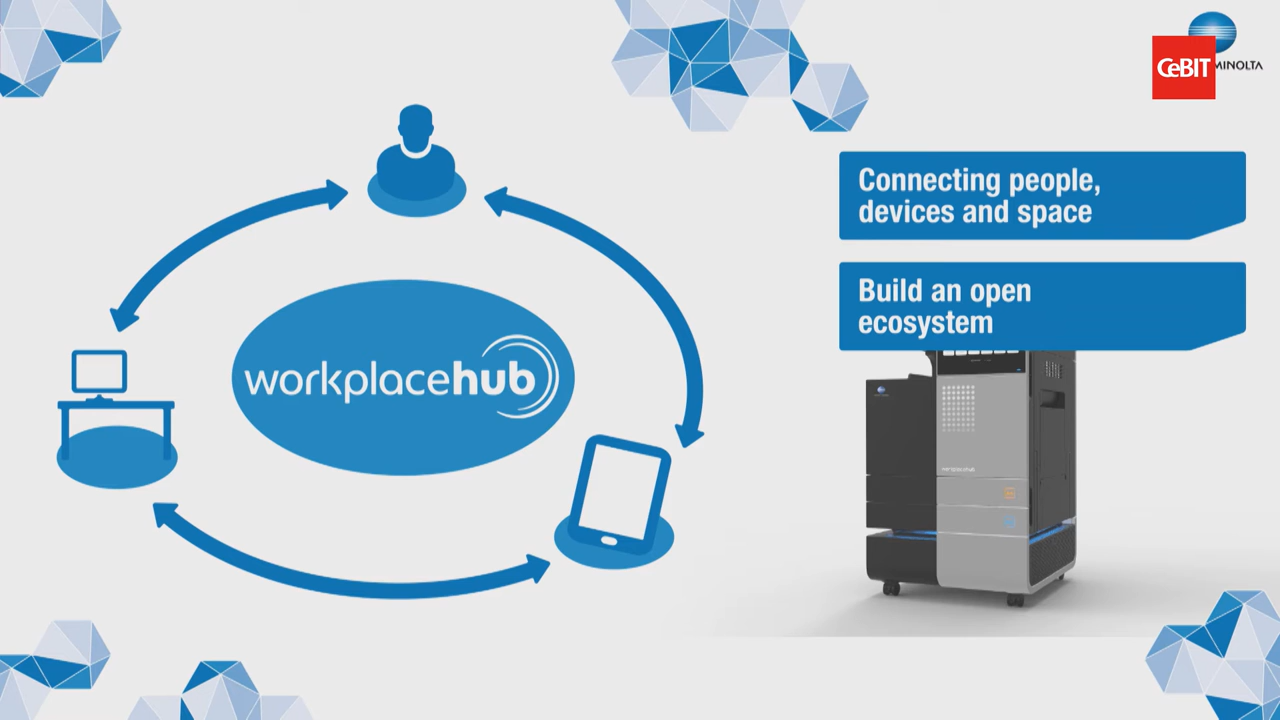 CeBIT
MINOLTA
Connecting people,
devices and space
Build an open
ecosystem
workplacehub